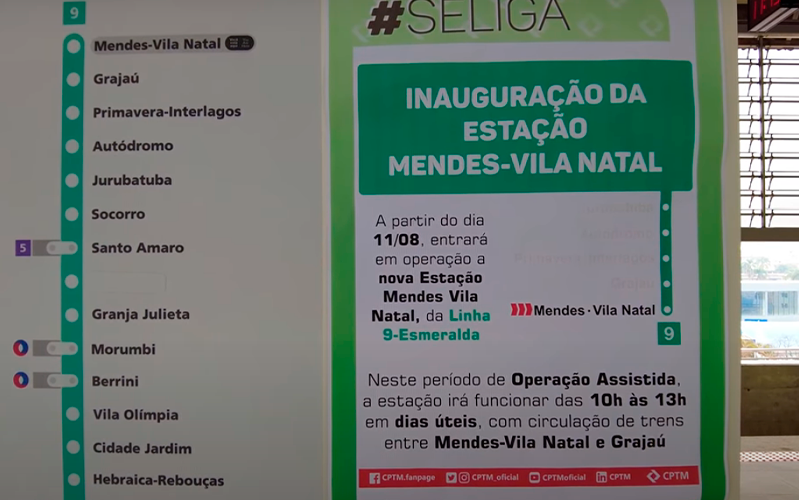 9
Mendes-Vila Natal
Grajaú
Primavera-Interlagos
Autódromo
Jurubatuba
Socorro
5
Santo Amaro
Granja Julieta
Morumbi
Berrini
Vila Olímpia
Cidade Jardim
Hebraica-Rebouças
#SELIGA
INAUGURAÇÃO DA
ESTAÇÃO
MENDES-VILA NATAL
A partir do dia
11/08, entrará
em operação a
nova Estação
Mendes Vila
Natal, da Linha
9-Esmeralda
Grajaú
Mendes·Vila Natal
9
Neste período de Operação Assistida,
a estação irá funcionar das 10h às 13h
em dias úteis, com circulação de trens
entre Mendes-Vila Natal e Grajaú
CPTM.fanpage CPTM_oficial CPTMoficial CPTM CPTM